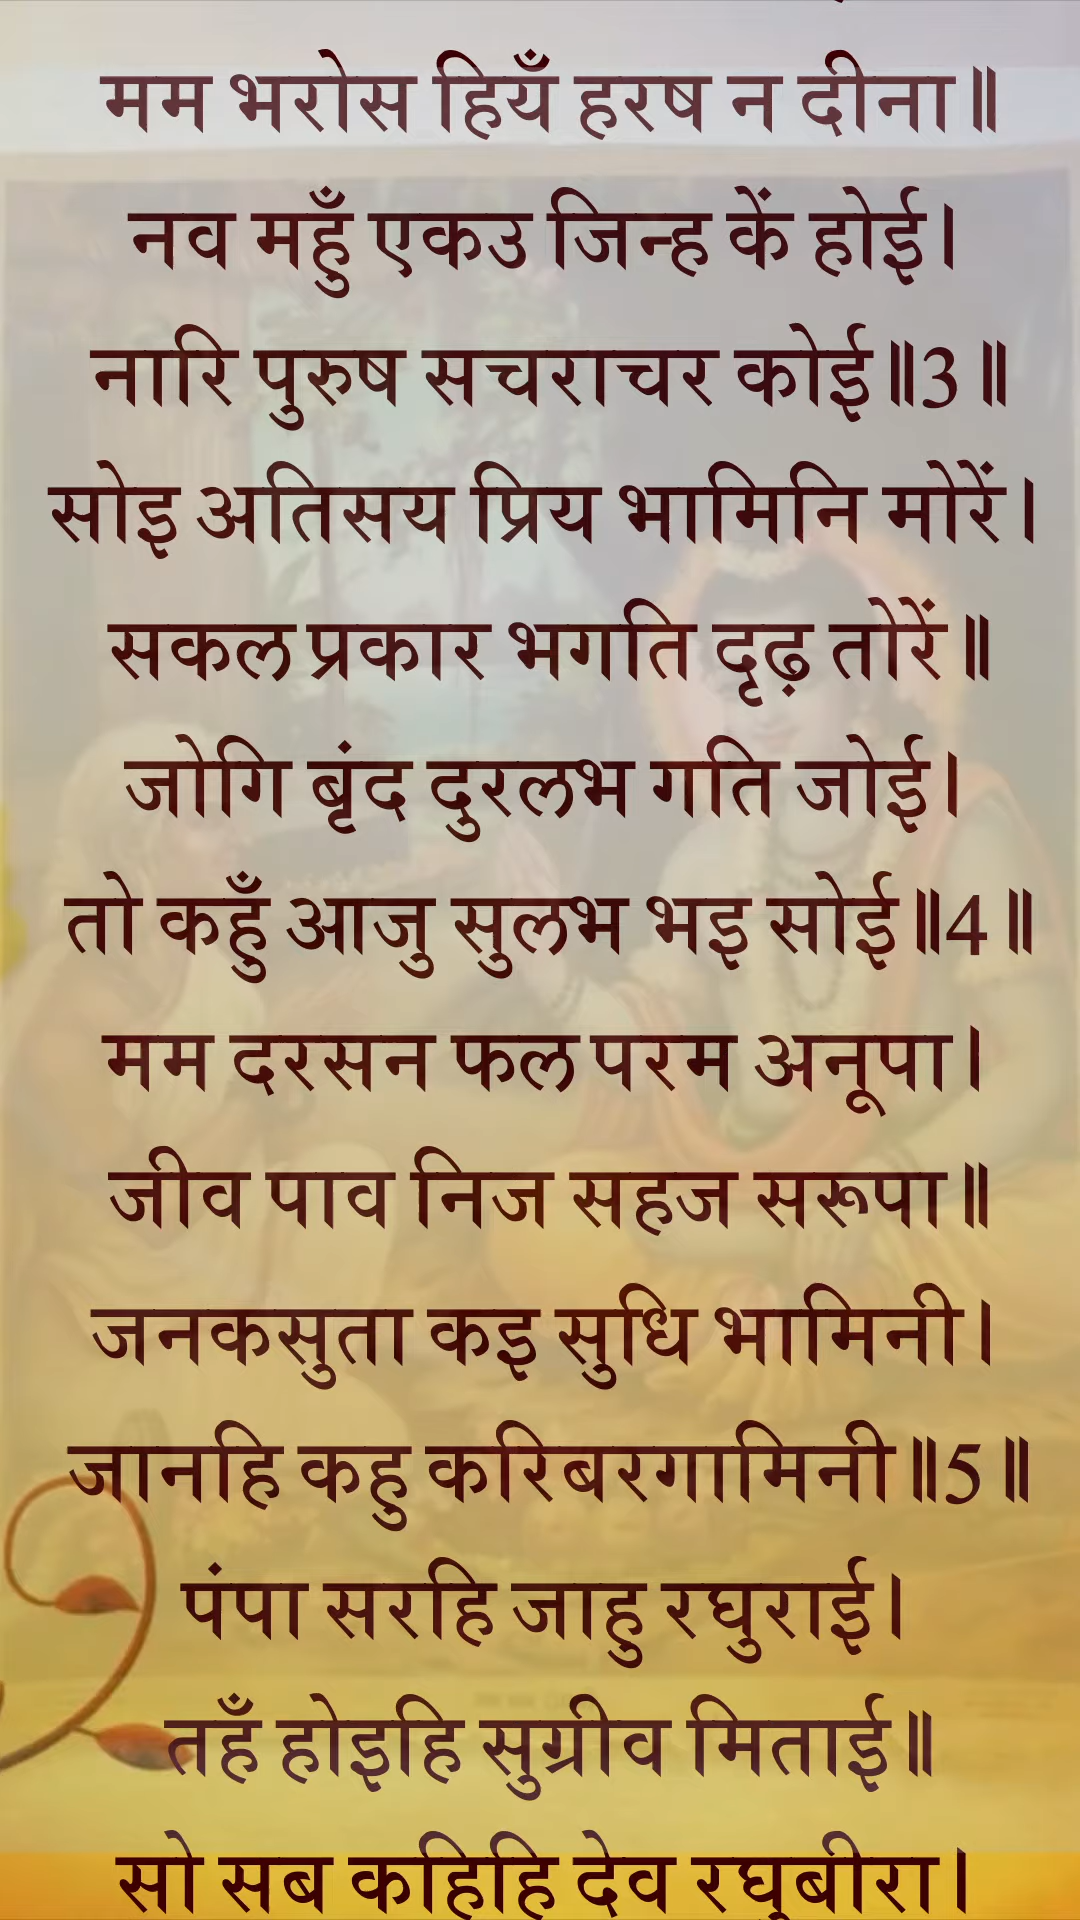 मम भरोस हियँ हरष न दीना॥
नव महुँ एकउ जिन्ह कें होई।
नारि पुरुष सचराचर कोई॥3॥
सोइ अतिसय प्रिय भामिनि मोरें।
सकल प्रकार भगति दृढ़ तोरें॥
जोगि बृंद दुरलभ गति जोई।
तो कहुँ आजु सुलभ भइ सोई॥4॥
मम दरसन फल परम अनूपा।
जीव पाव निज सहज सरूपा॥
जनकसुता कइ सुधि भामिनी।
जानहि कहु करिबरगामिनी॥5॥
पंपा सरहि जाहु रघुराई।
तहँ होइहि सुग्रीव मिताई॥
सो सब कहिहि देव रघुबीरा।